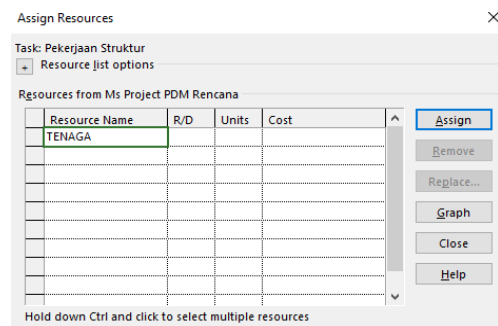 Assign Resources
Task: Pekerjaan Struktur
+ Resource list options
Resources from Ms Project PDM Rencana
Resource Name R/D Units Cost
TENAGA
Assign
Remove
Replace...
Graph
Close
Help
Hold down Ctrl and click to select multiple resources